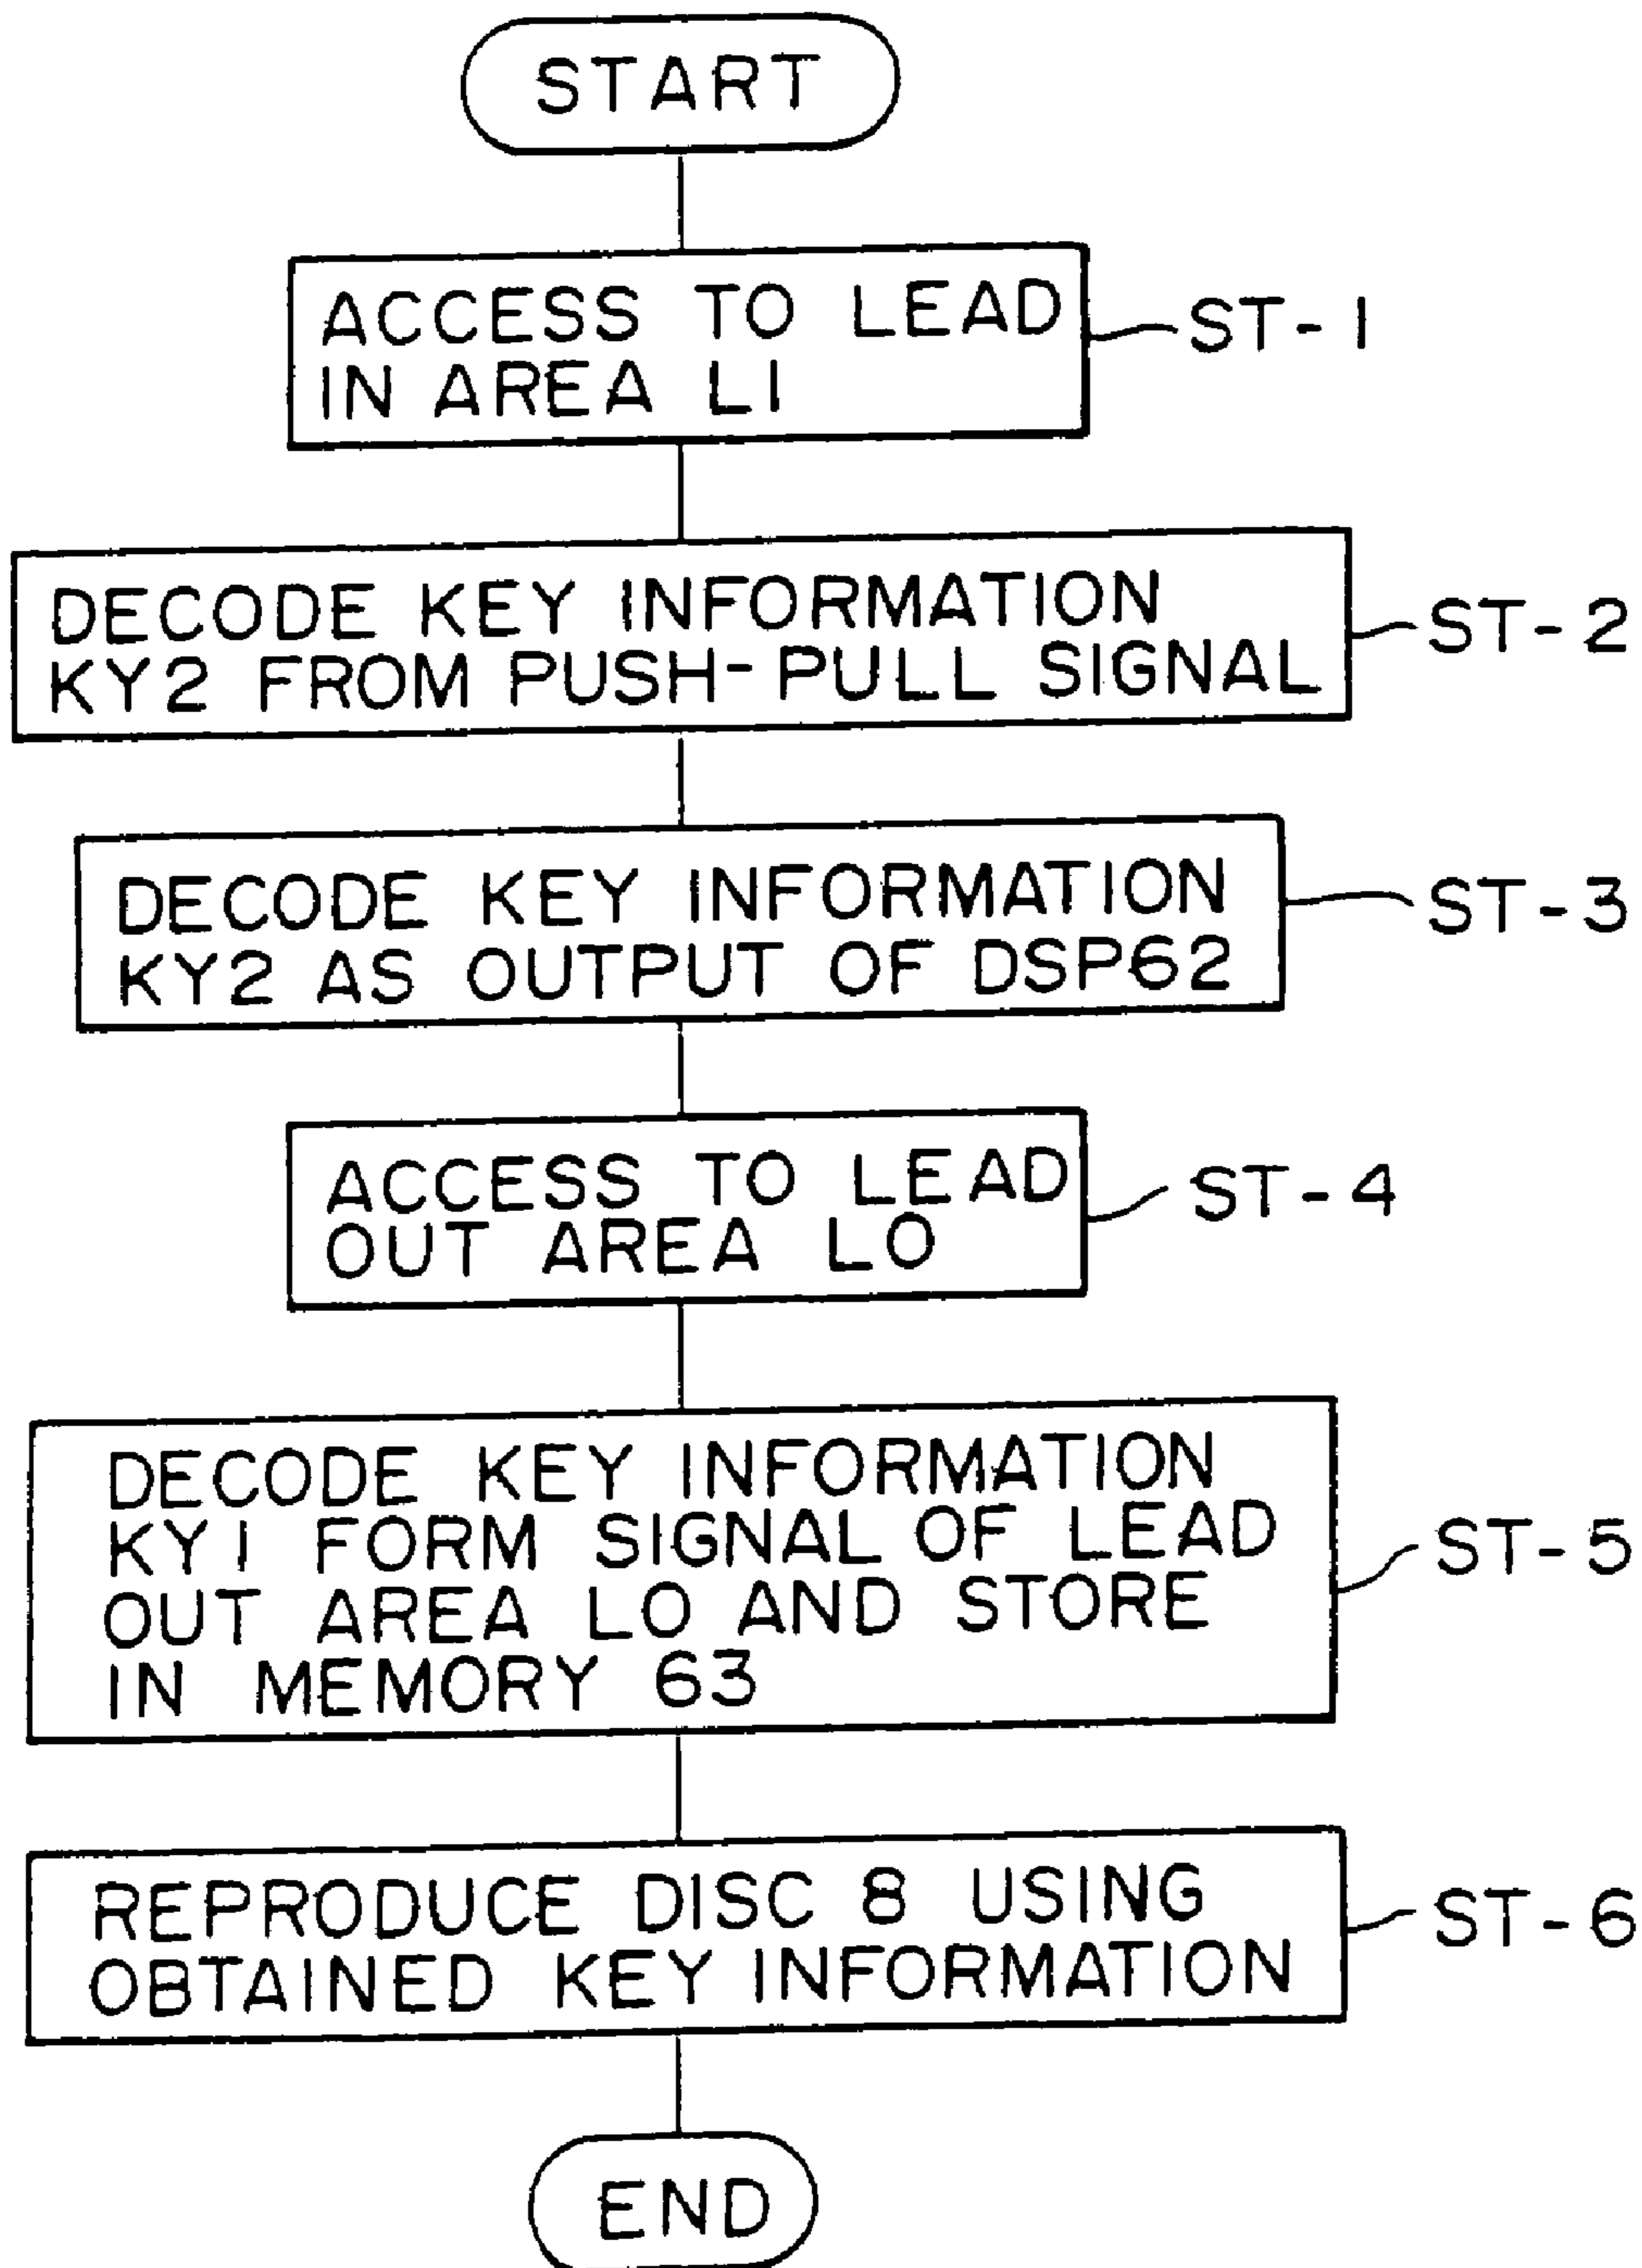 START
ACCESS TO LEAD
IN AREA LI
ST-1
DECODE KEY INFORMATION
KY2 FROM PUSH-PULL SIGNAL
ST-2
DECODE KEY INFORMATION
KY2 AS OUTPUT OF DSP62
ST-3
ACCESS TO LEAD
OUT AREA LO
ST-4
DECODE KEY INFORMATION
KY1 FORM SIGNAL OF LEAD
OUT AREA LO AND STORE
IN MEMORY 63
ST-5
REPRODUCE DISC 8 USING
OBTAINED KEY INFORMATION
ST-6
END